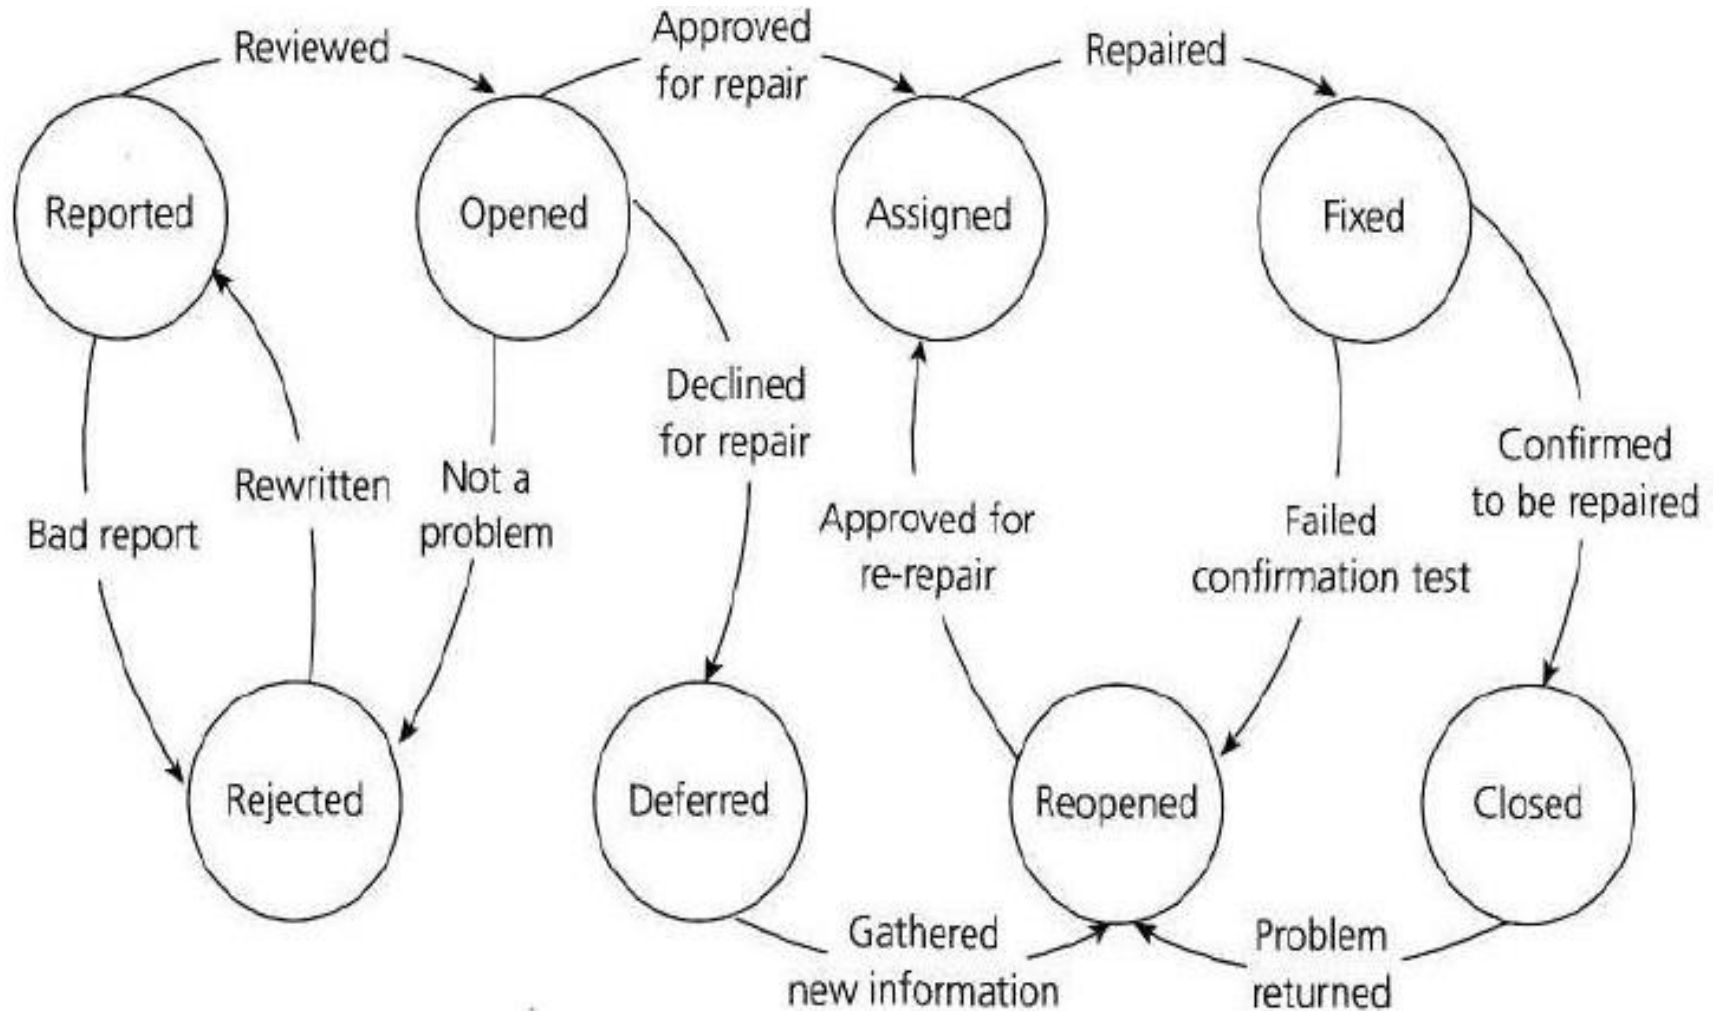 Reviewed
Approved
for repair
Repaired
Reported
Opened
Assigned
Fixed
Declined
for repair
Bad report
Rewritten
Not a
problem
Approved for
re-repair
Failed
confirmation test
Confirmed
to be repaired
Rejected
Deferred
Reopened
Closed
Gathered
new information
Problem
returned